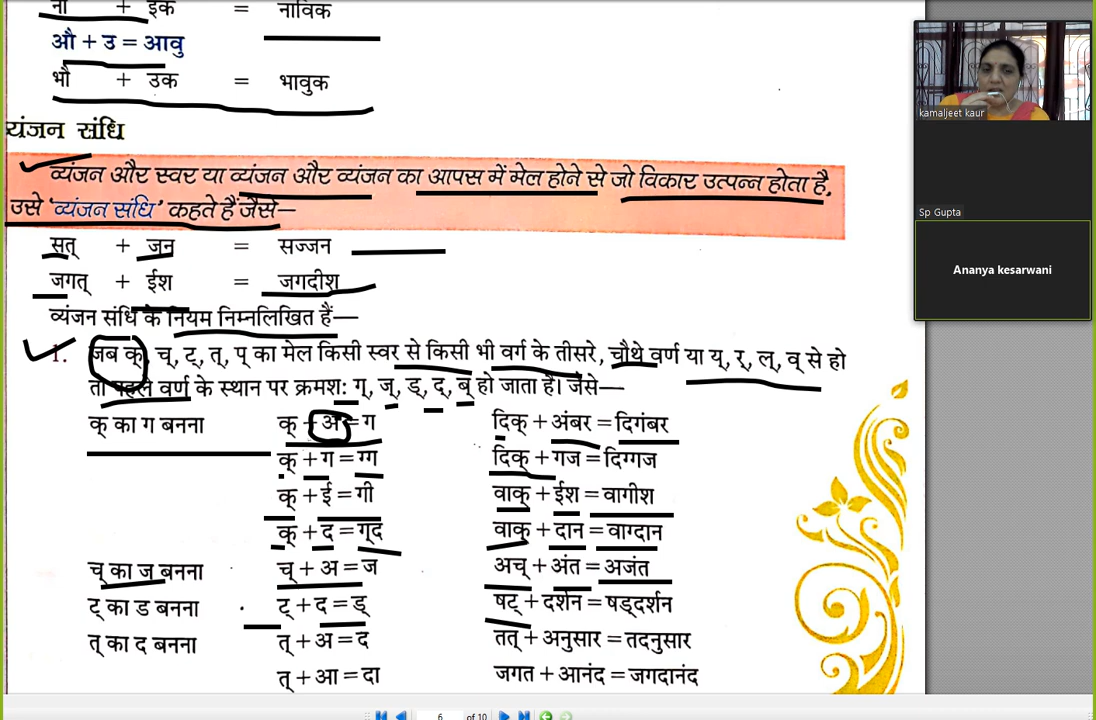 नौ + इक = नाविक
औ + उ = आवु
भौ + उक = भावुक
यंजन संधि
व्यंजन और स्वर या व्यंजन और व्यंजन का आपस में मेल होने से जो विकार उत्पन्न होता है,
उसे 'व्यंजन संधि' कहते हैं जैसे—
सत् + जन = सज्जन
जगत् + ईश = जगदीश
व्यंजन संधि के नियम निम्नलिखित हैं—
1. जब क्, च्, ट्, त्, प् का मेल किसी स्वर से किसी भी वर्ग के तीसरे, चौथे वर्ण या य्, र्, ल्, व् से हो
तो पहले वर्ण के स्थान पर क्रमशः ग्, ज्, ड्, द्, ब् हो जाता है। जैसे—
क् का ग बनना क् + अ = ग दिक् + अंबर = दिगंबर
क् + ग = ग्ग दिक् + गज = दिग्गज
क् + ई = गी वाक् + ईश = वागीश
क् + द = ग्द वाक् + दान = वाग्दान
च् का ज बनना च् + अ = ज अच् + अंत = अजंत
ट् का ड बनना ट् + द = ड् षट् + दर्शन = षड्दर्शन
त् का द बनना त् + अ = द तत् + अनुसार = तदनुसार
त् + आ = दा जगत + आनंद = जगदानंद
6 of 10
kamaljeet kaur
Sp Gupta
Ananya kesarwani